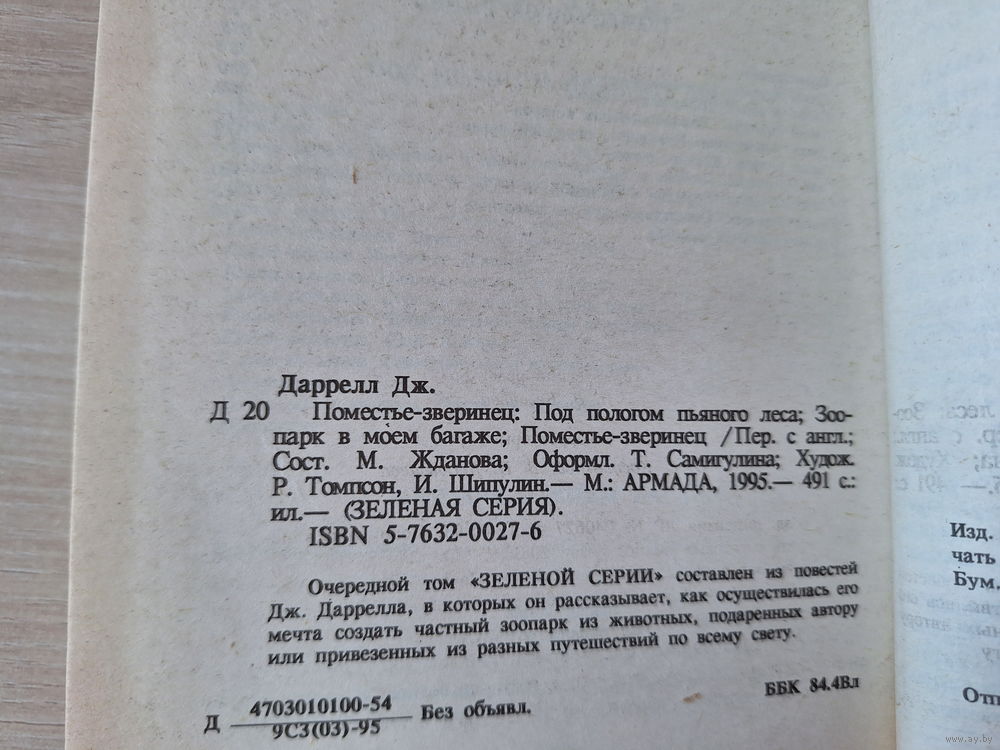 Даррелл Дж.
Д 20 Поместье-зверинец: Под пологом пьяного леса; Зоо-
парк в моем багаже; Поместье-зверинец /Пер. с англ.;
Сост. М. Жданова; Оформл. Т. Самигулина; Худож.
Р. Томпсон, И. Шипулин.— М.: АРМАДА, 1995.— 491 с.:
ил.— (ЗЕЛЕНАЯ СЕРИЯ).
ISBN 5-7632-0027-6
Очередной том «ЗЕЛЕНОЙ СЕРИИ» составлен из повестей
Дж. Даррелла, в которых он рассказывает, как осуществилась его
мечта создать частный зоопарк из животных, подаренных автору
или привезенных из разных путешествий по всему свету.
Д 4703010100-54 Без объявл. ББК 84.4Вл
9С3(03)-95
Изд.
чать
Бум.
Отп
www.ay.by